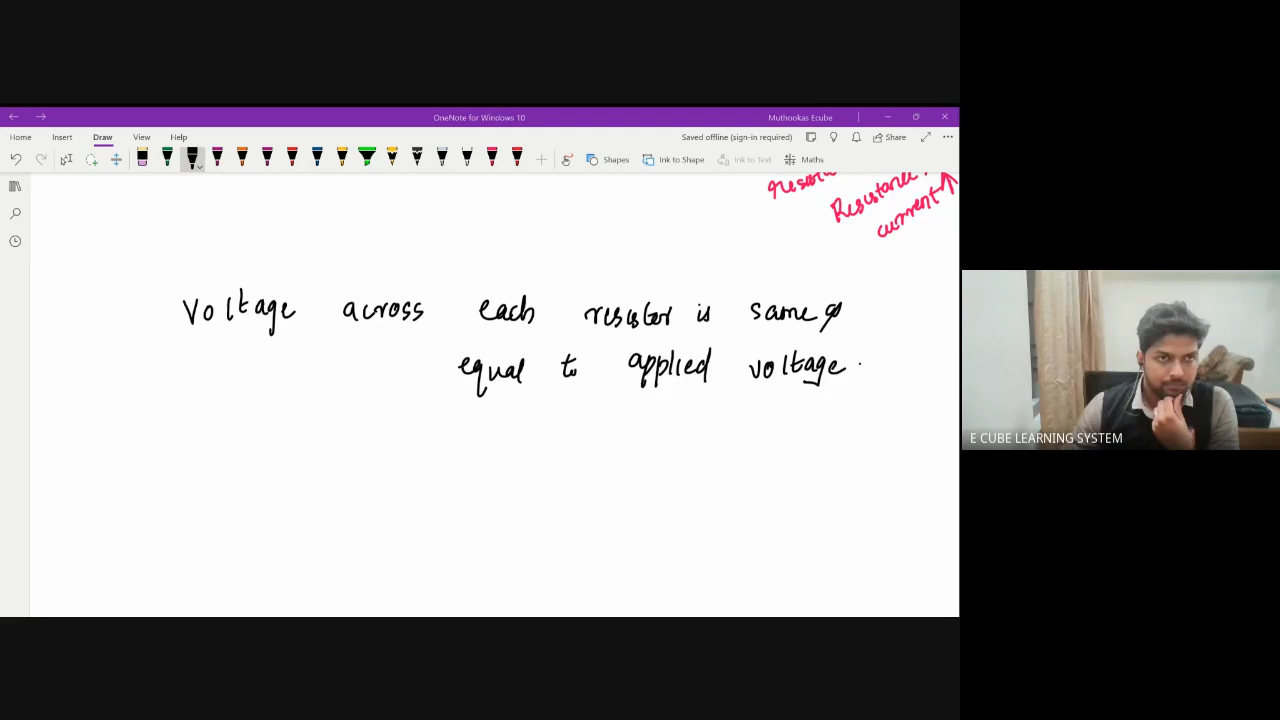 OneNote for Windows 10
Muthookas Ecube
Home Insert Draw View Help
Saved offline (sign-in required)
Share
Shapes
Ink to Shape
Ink to Text
Maths
Resistance
current
voltage across each resistor is same &
equal to applied voltage.
E CUBE LEARNING SYSTEM